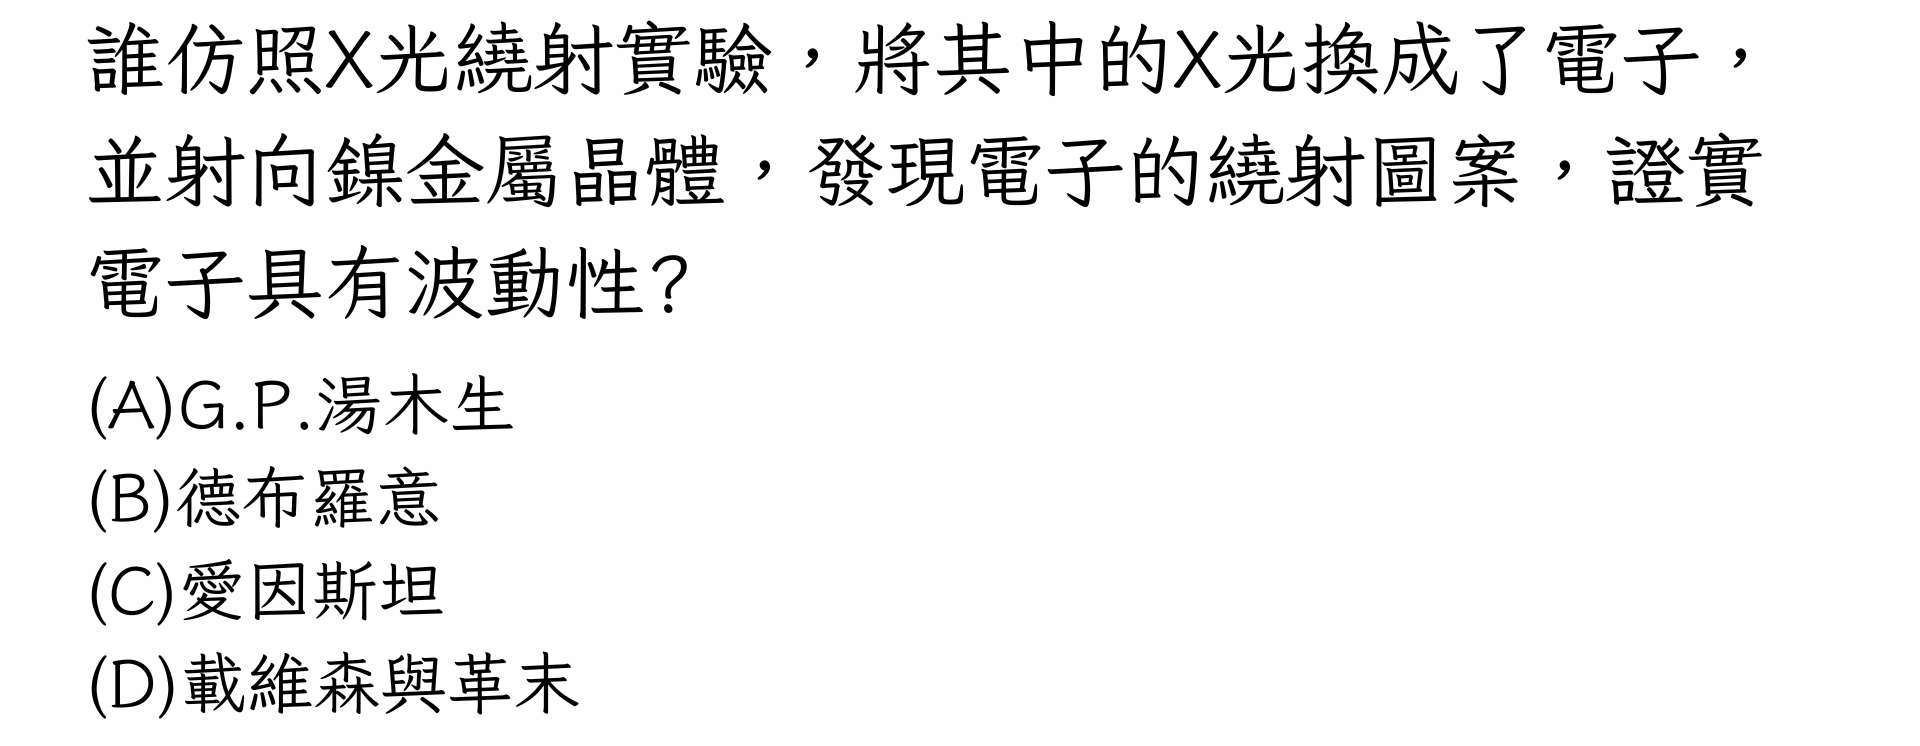 誰仿照X光繞射實驗，將其中的X光換成了電子，
並射向鎳金屬晶體，發現電子的繞射圖案，證實
電子具有波動性?
(A)G.P.湯木生
(B)德布羅意
(C)愛因斯坦
(D)載維森與革末